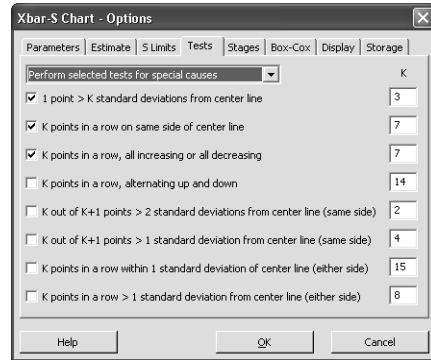 Xbar-S Chart - Options
Parameters Estimate S Limits Tests Stages Box-Cox Display Storage
Perform selected tests for special causes K
1 point > K standard deviations from center line 3
K points in a row on same side of center line 7
K points in a row, all increasing or all decreasing 7
K points in a row, alternating up and down 14
K out of K+1 points > 2 standard deviations from center line (same side) 2
K out of K+1 points > 1 standard deviation from center line (same side) 4
K points in a row within 1 standard deviation of center line (either side) 15
K points in a row > 1 standard deviation from center line (either side) 8
Help OK Cancel